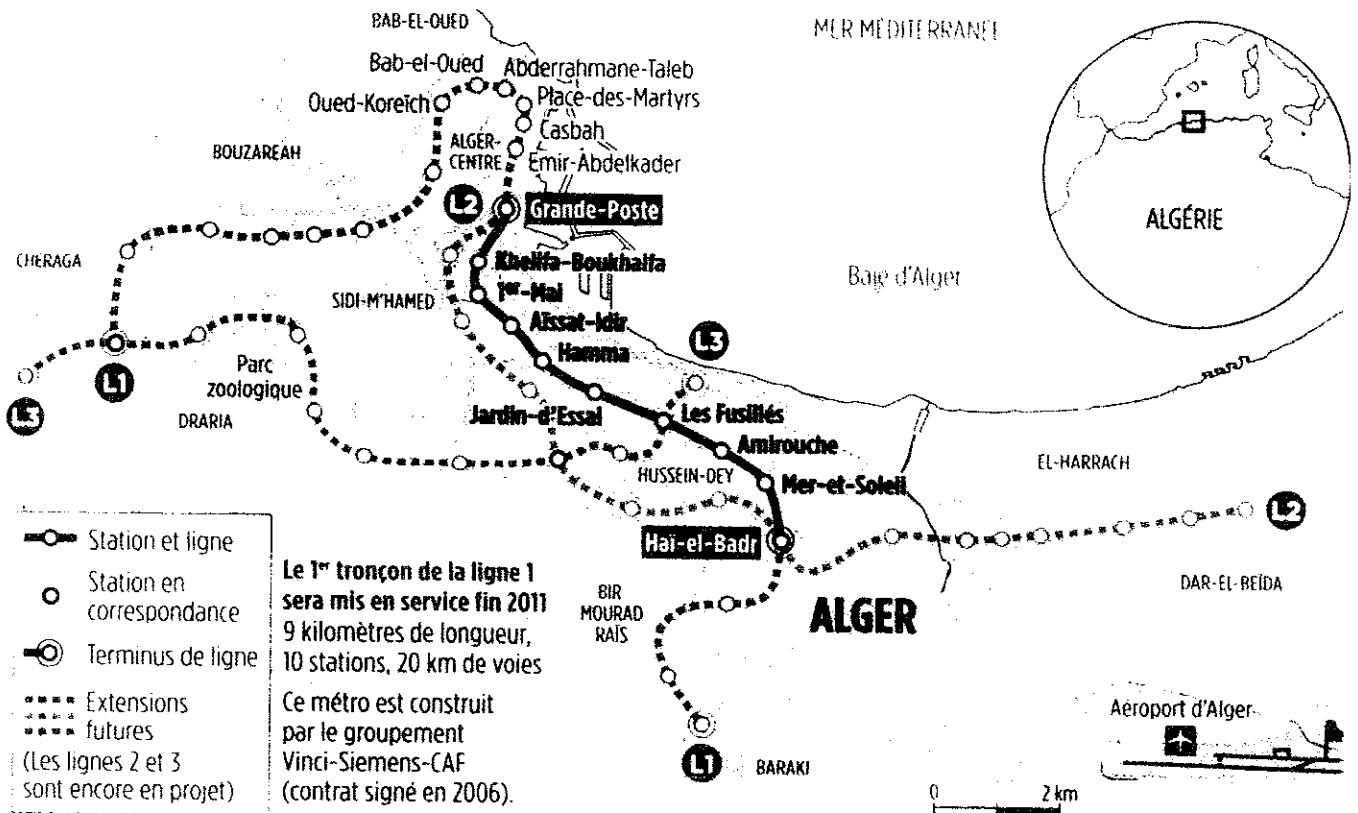 BAB-EL-OUED
MER MÉDITERRANÉE
Bab-el-Oued
Abderrahmane-Taleb
Oued-Koreïch
Place-des-Martyrs
Casbah
BOUZAREAH
ALGER-
CENTRE
Emir-Abdelkader
ALGÉRIE
L2
Grande-Poste
CHERAGA
Khelifa-Boukhalfa
Baie d'Alger
SIDI-M'HAMED
1er-Mai
Aïssat-Idir
L3
Hamma
L1
Parc
zoologique
L3
DRARIA
Jardin-d'Essai
Les Fusillés
Amirouche
HUSSEIN-DEY
EL-HARRACH
Mer-et-Soleil
L2
Haï-el-Badr
DAR-EL-BEÏDA
BIR
MOURAD
RAÏS
ALGER
Station et ligne
Station en
correspondance
Terminus de ligne
Extensions
futures
(Les lignes 2 et 3
sont encore en projet)
Le 1er tronçon de la ligne 1
sera mis en service fin 2011
9 kilomètres de longueur,
10 stations, 20 km de voies
Ce métro est construit
par le groupement
Vinci-Siemens-CAF
(contrat signé en 2006).
L1
BARAKI
Aéroport d'Alger
0 2 km